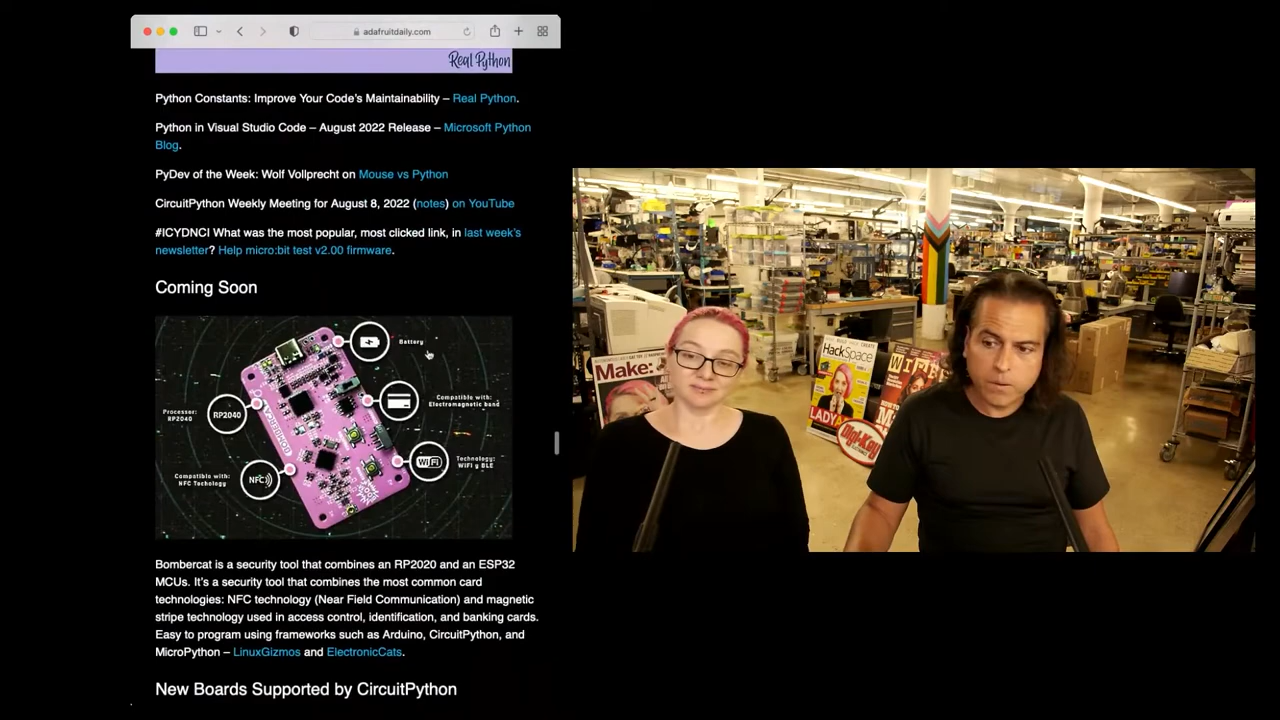 adafruitdaily.com
Real Python
Python Constants: Improve Your Code's Maintainability – Real Python.
Python in Visual Studio Code – August 2022 Release – Microsoft Python
Blog.
PyDev of the Week: Wolf Vollprecht on Mouse vs Python
CircuitPython Weekly Meeting for August 8, 2022 (notes) on YouTube
#ICYDNCI What was the most popular, most clicked link, in last week's
newsletter? Help micro:bit test v2.00 firmware.
Coming Soon
Battery
Compatible with:
Electromagnetic band
Processor:
RP2040
RP2040
WiFi
Technology:
WiFi y BLE
Compatible with:
NFC Technology
NFC
Bombercat is a security tool that combines an RP2020 and an ESP32
MCUs. It's a security tool that combines the most common card
technologies: NFC technology (Near Field Communication) and magnetic
stripe technology used in access control, identification, and banking cards.
Easy to program using frameworks such as Arduino, CircuitPython, and
MicroPython – LinuxGizmos and ElectronicCats.
New Boards Supported by CircuitPython
Make:
HackSpace
WIRED
LADY
Digi-Key